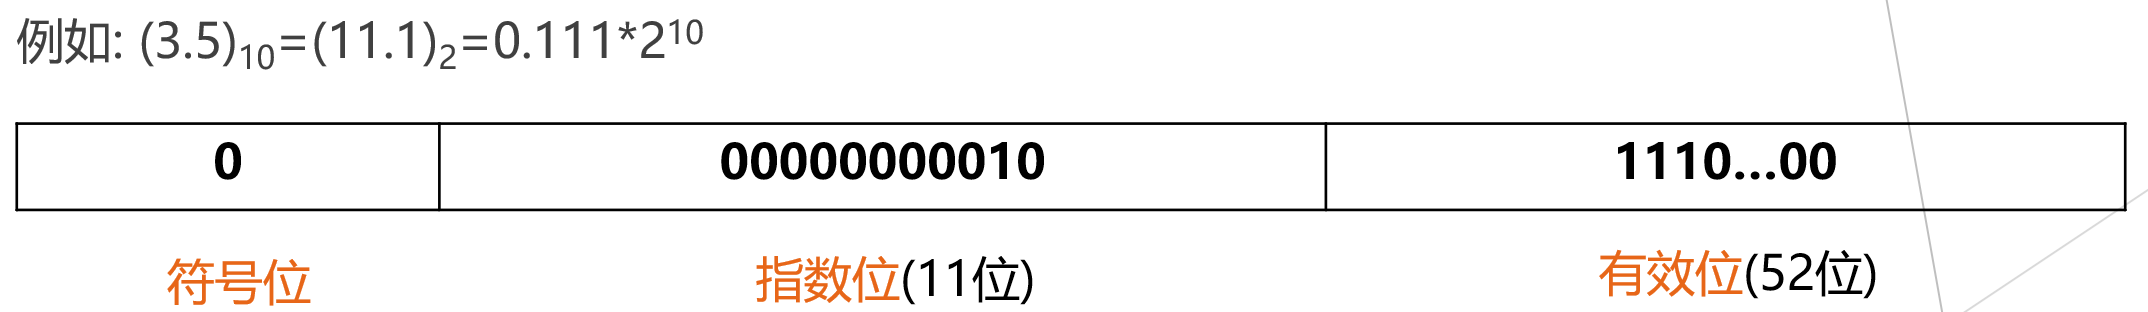 例如: (3.5)₁₀=(11.1)₂=0.111*2¹⁰
0 00000000010 1110...00
符号位 指数位(11位) 有效位(52位)